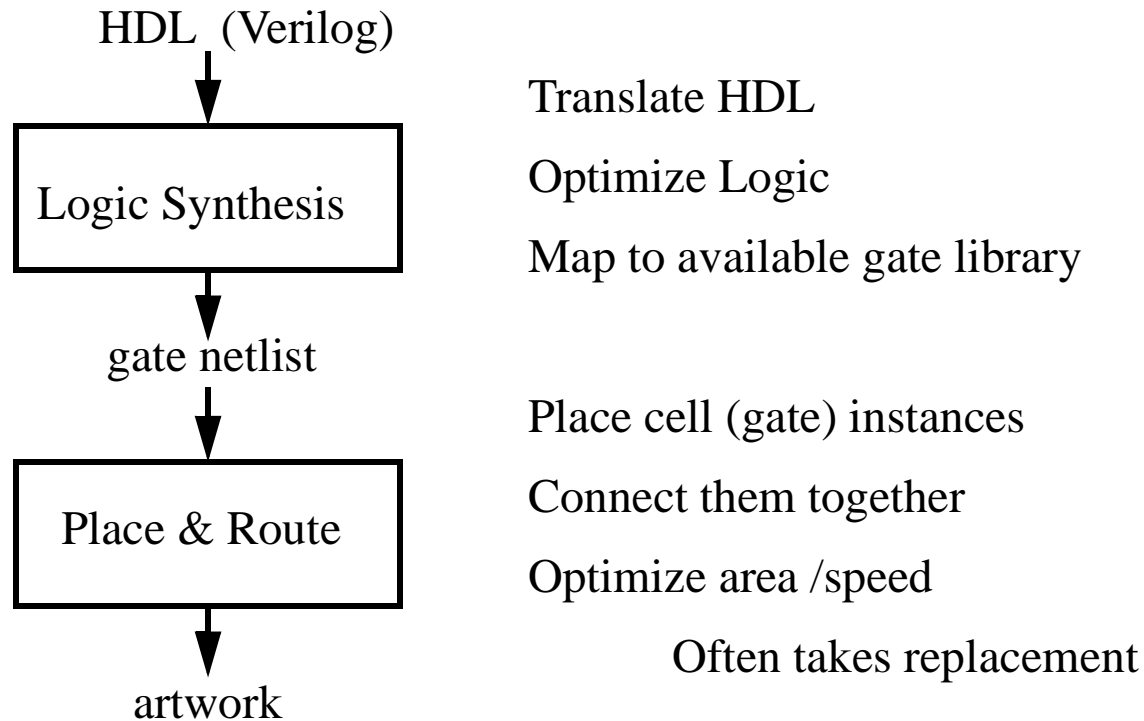 HDL (Verilog)
Translate HDL
Optimize Logic
Map to available gate library
Logic Synthesis
gate netlist
Place cell (gate) instances
Connect them together
Optimize area /speed
Often takes replacement
Place & Route
artwork